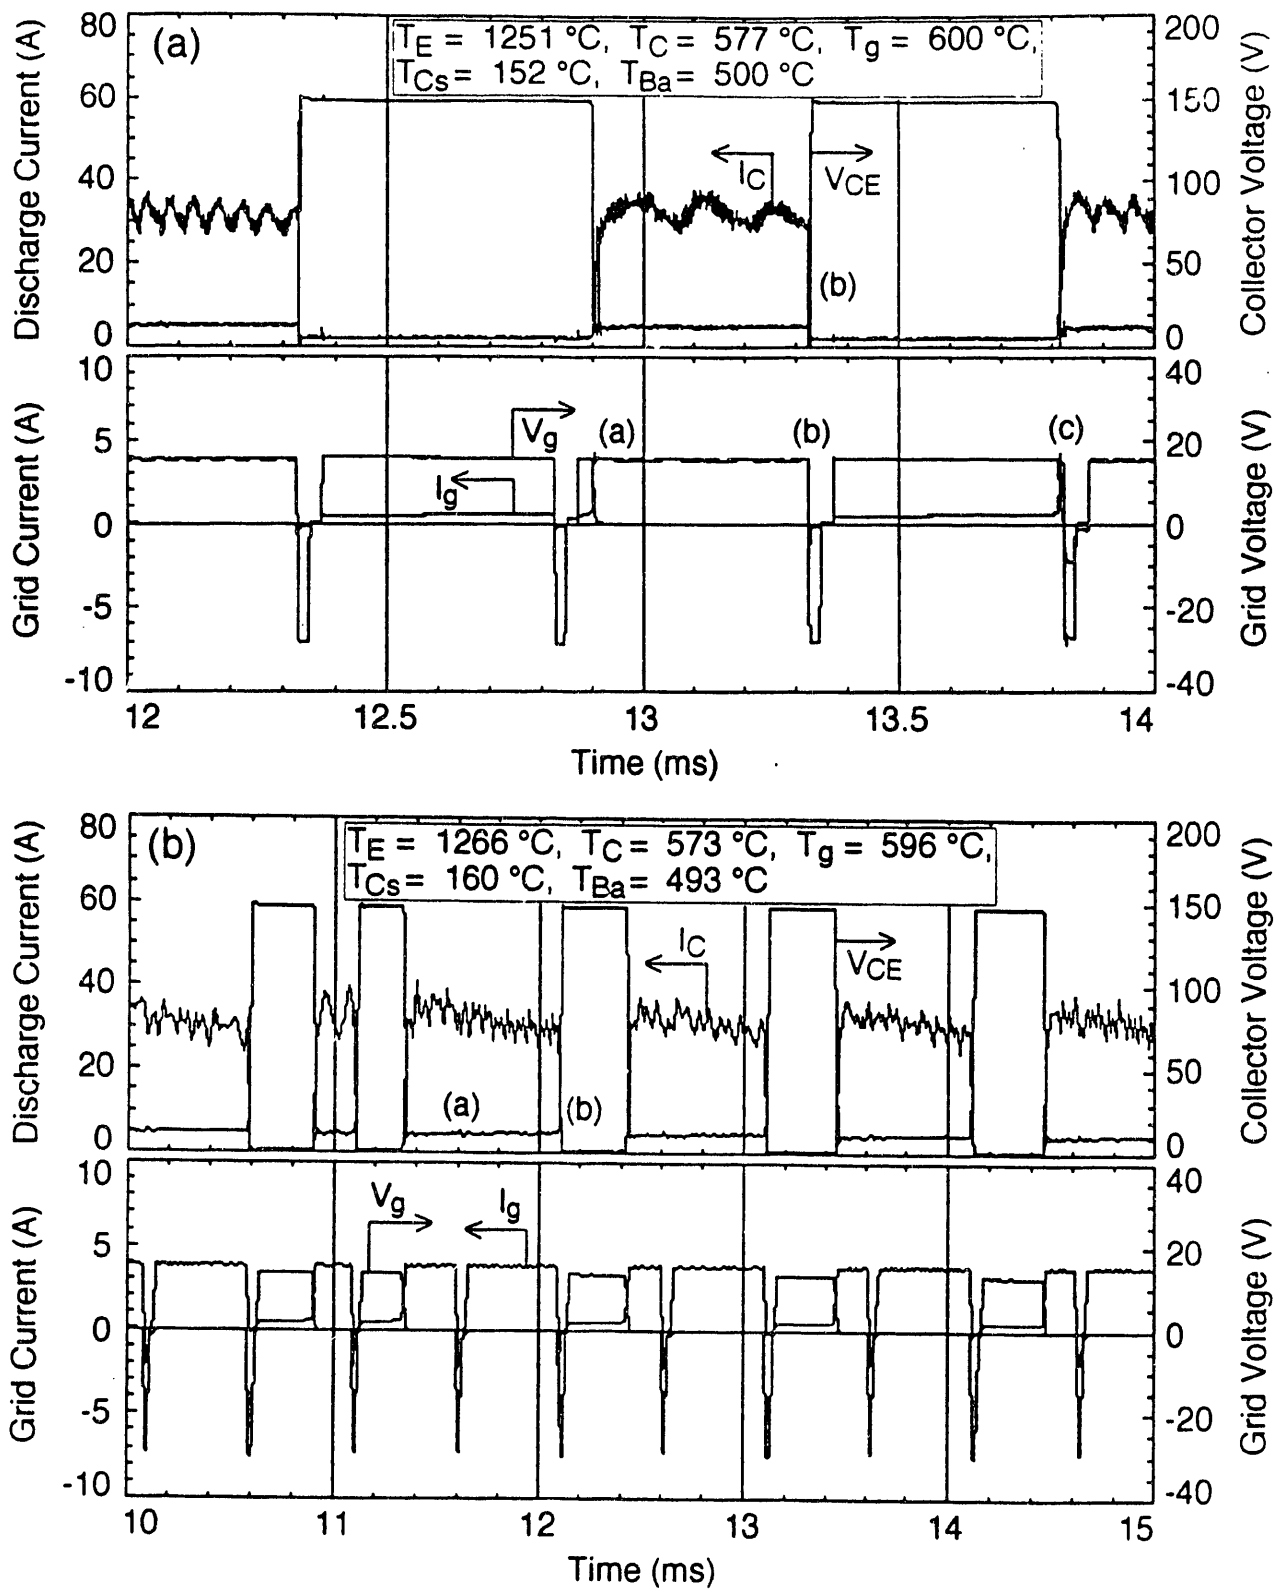 (a)
T_E = 1251 °C, T_C = 577 °C, T_g = 600 °C,
T_Cs = 152 °C, T_Ba = 500 °C
Discharge Current (A)
80
60
40
20
0
Collector Voltage (V)
200
150
100
50
0
I_C
V_CE
(b)
Grid Current (A)
10
5
0
-5
-10
Grid Voltage (V)
40
20
0
-20
-40
V_g
I_g
(a)
(b)
(c)
12
12.5
13
13.5
14
Time (ms)
(b)
T_E = 1266 °C, T_C = 573 °C, T_g = 596 °C,
T_Cs = 160 °C, T_Ba = 493 °C
Discharge Current (A)
80
60
40
20
0
Collector Voltage (V)
200
150
100
50
0
I_C
V_CE
(a)
(b)
Grid Current (A)
10
5
0
-5
-10
Grid Voltage (V)
40
20
0
-20
-40
V_g
I_g
10
11
12
13
14
15
Time (ms)